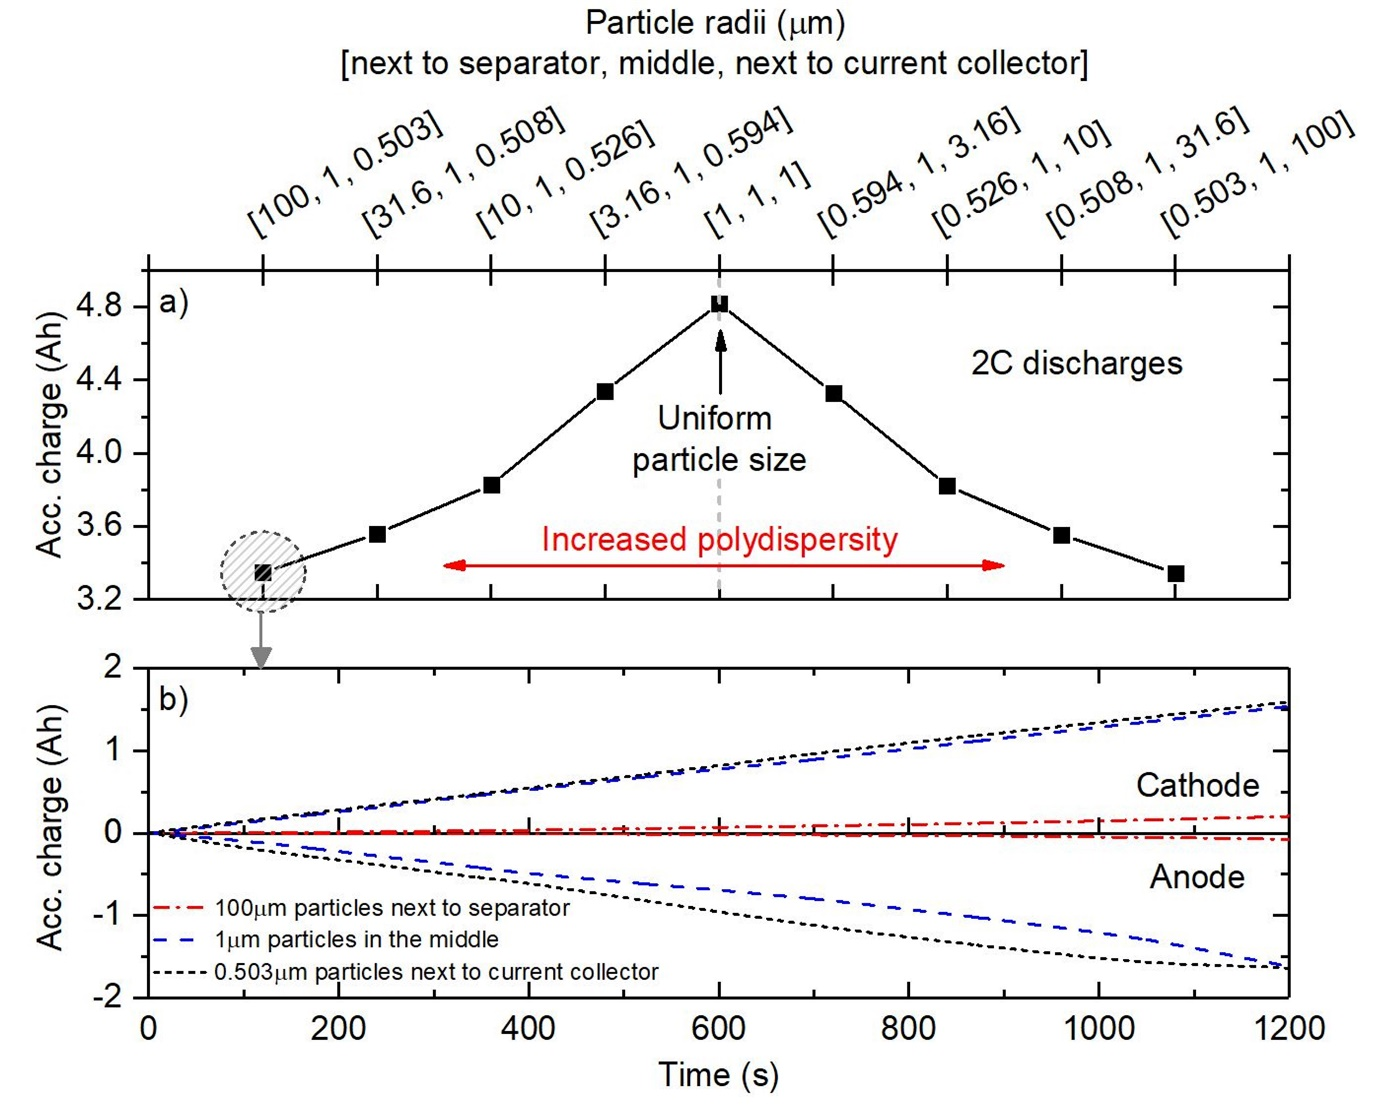 Particle radii (μm)
[next to separator, middle, next to current collector]
[100, 1, 0.503]
[31.6, 1, 0.508]
[10, 1, 0.526]
[3.16, 1, 0.594]
[1, 1, 1]
[0.594, 1, 3.16]
[0.526, 1, 10]
[0.508, 1, 31.6]
[0.503, 1, 100]
a)
Acc. charge (Ah)
4.8
4.4
4.0
3.6
3.2
2C discharges
Uniform
particle size
Increased polydispersity
b)
Acc. charge (Ah)
2
1
0
-1
-2
Cathode
Anode
100μm particles next to separator
1μm particles in the middle
0.503μm particles next to current collector
0
200
400
600
800
1000
1200
Time (s)